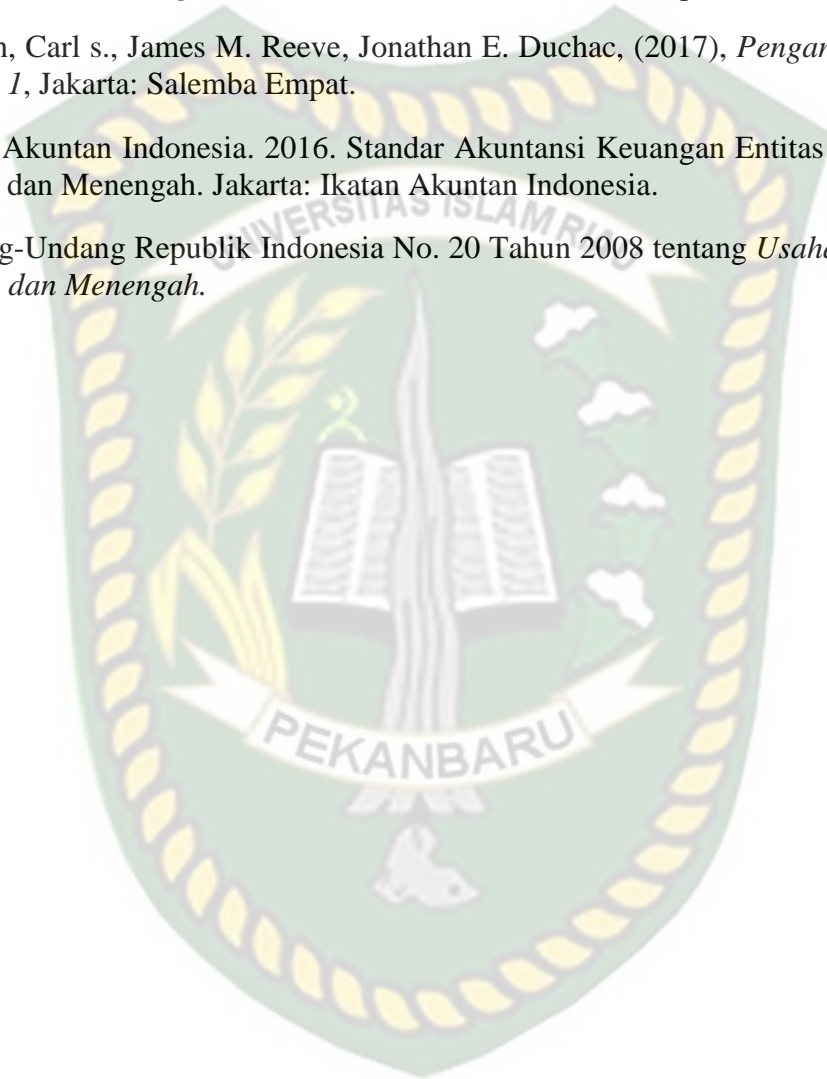 n, Carl s., James M. Reeve, Jonathan E. Duchac, (2017), Pengan
1, Jakarta: Salemba Empat.
Akuntan Indonesia. 2016. Standar Akuntansi Keuangan Entitas
dan Menengah. Jakarta: Ikatan Akuntan Indonesia.
g-Undang Republik Indonesia No. 20 Tahun 2008 tentang Usaha
dan Menengah.
UNIVERSITAS ISLAM RIAU
PEKANBARU